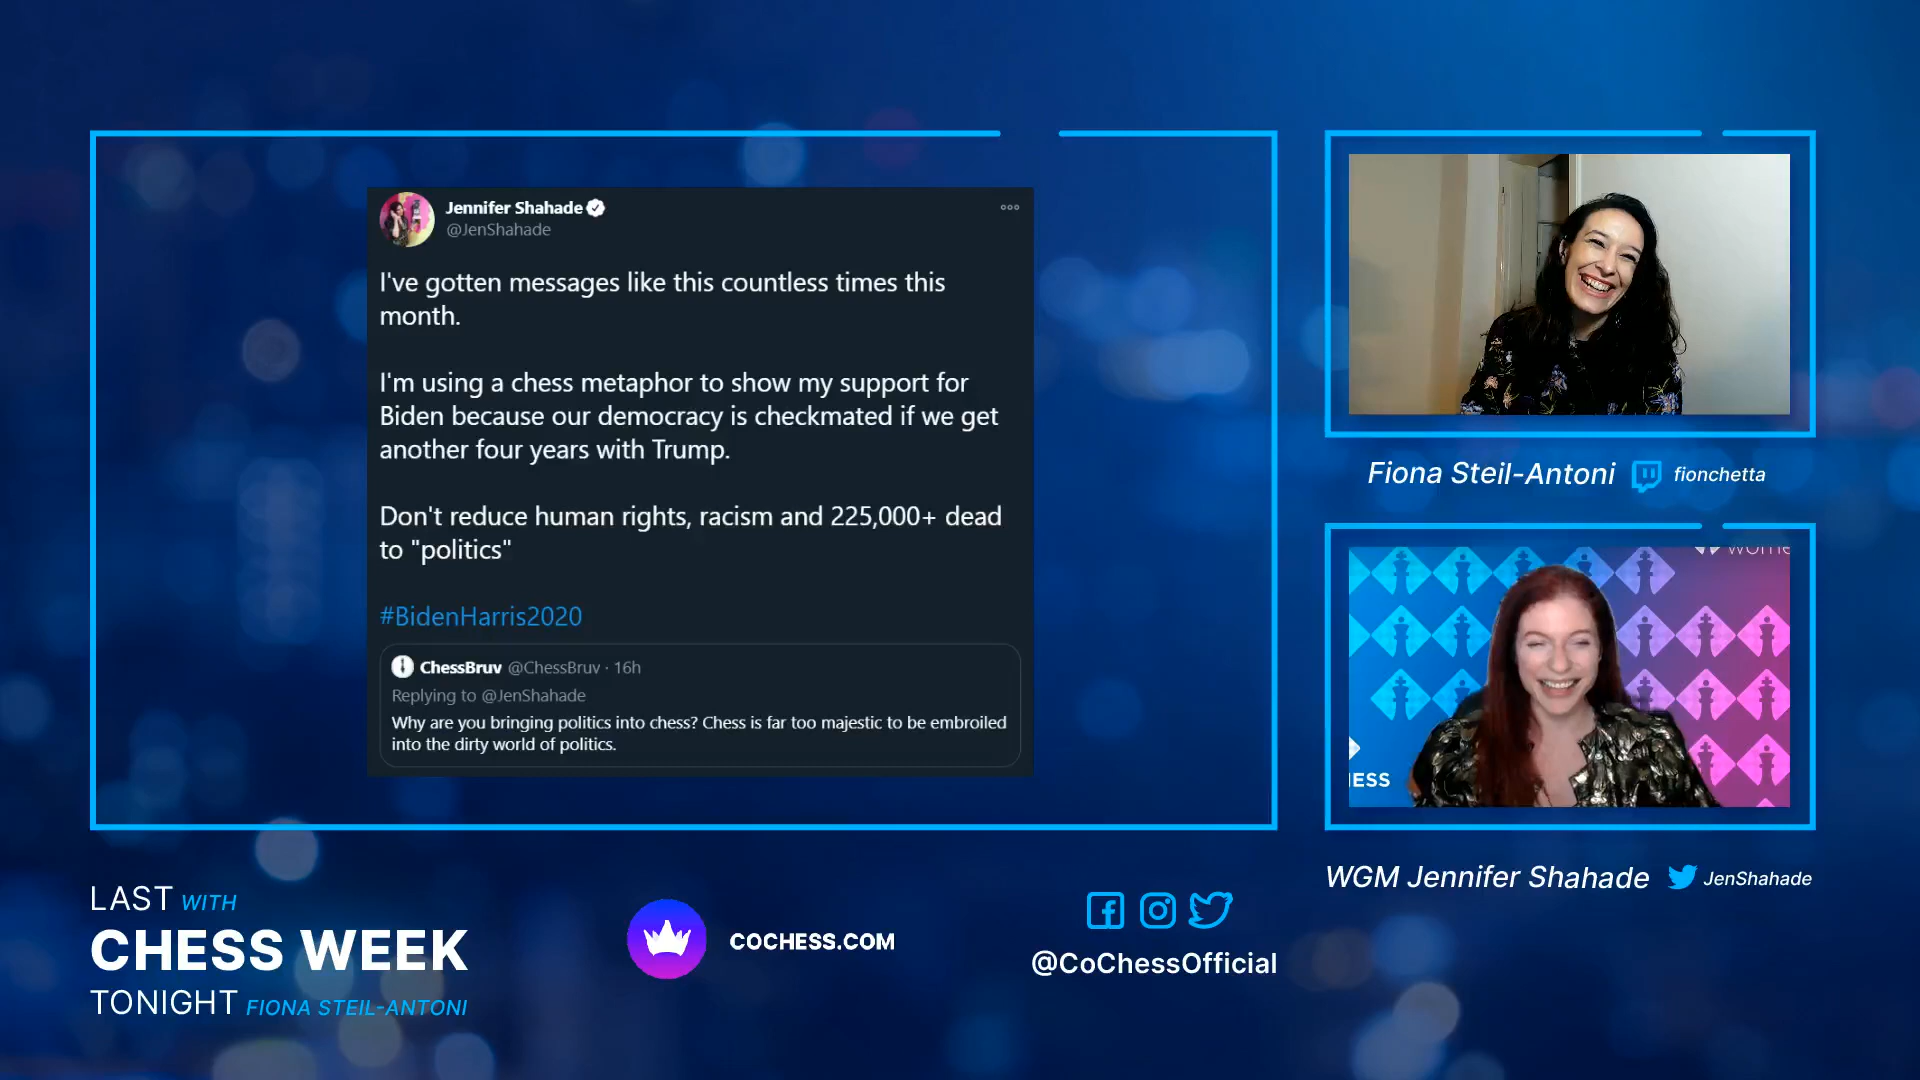 Jennifer Shahade
@JenShahade
I've gotten messages like this countless times this
month.
I'm using a chess metaphor to show my support for
Biden because our democracy is checkmated if we get
another four years with Trump.
Don't reduce human rights, racism and 225,000+ dead
to "politics"
#BidenHarris2020
ChessBruv @ChessBruv · 16h
Replying to @JenShahade
Why are you bringing politics into chess? Chess is far too majestic to be embroiled
into the dirty world of politics.
Fiona Steil-Antoni fionchetta
ESS
WGM Jennifer Shahade JenShahade
LAST WITH
CHESS WEEK
TONIGHT FIONA STEIL-ANTONI
COCHESS.COM
@CoChessOfficial